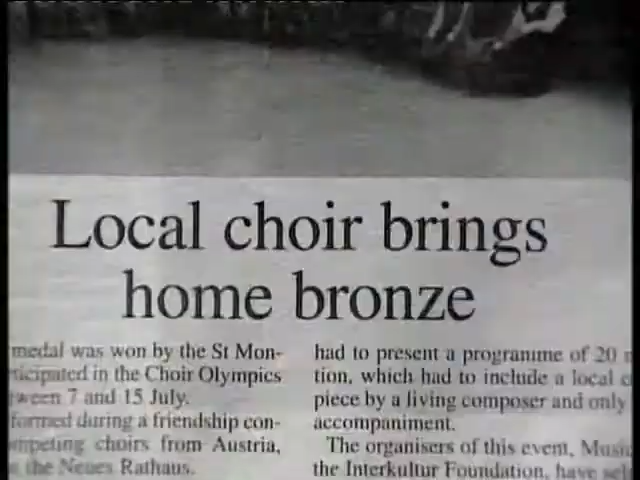 Local choir brings
home bronze
medal was won by the St Mon-
ticipated in the Choir Olympics
tween 7 and 15 July.
formed during a friendship con-
mpeting choirs from Austria,
the Neues Rathaus.
had to present a programme of 20
tion, which had to include a local
piece by a living composer and only
accompaniment.
The organisers of this event, Music
the Interkultur Foundation, have